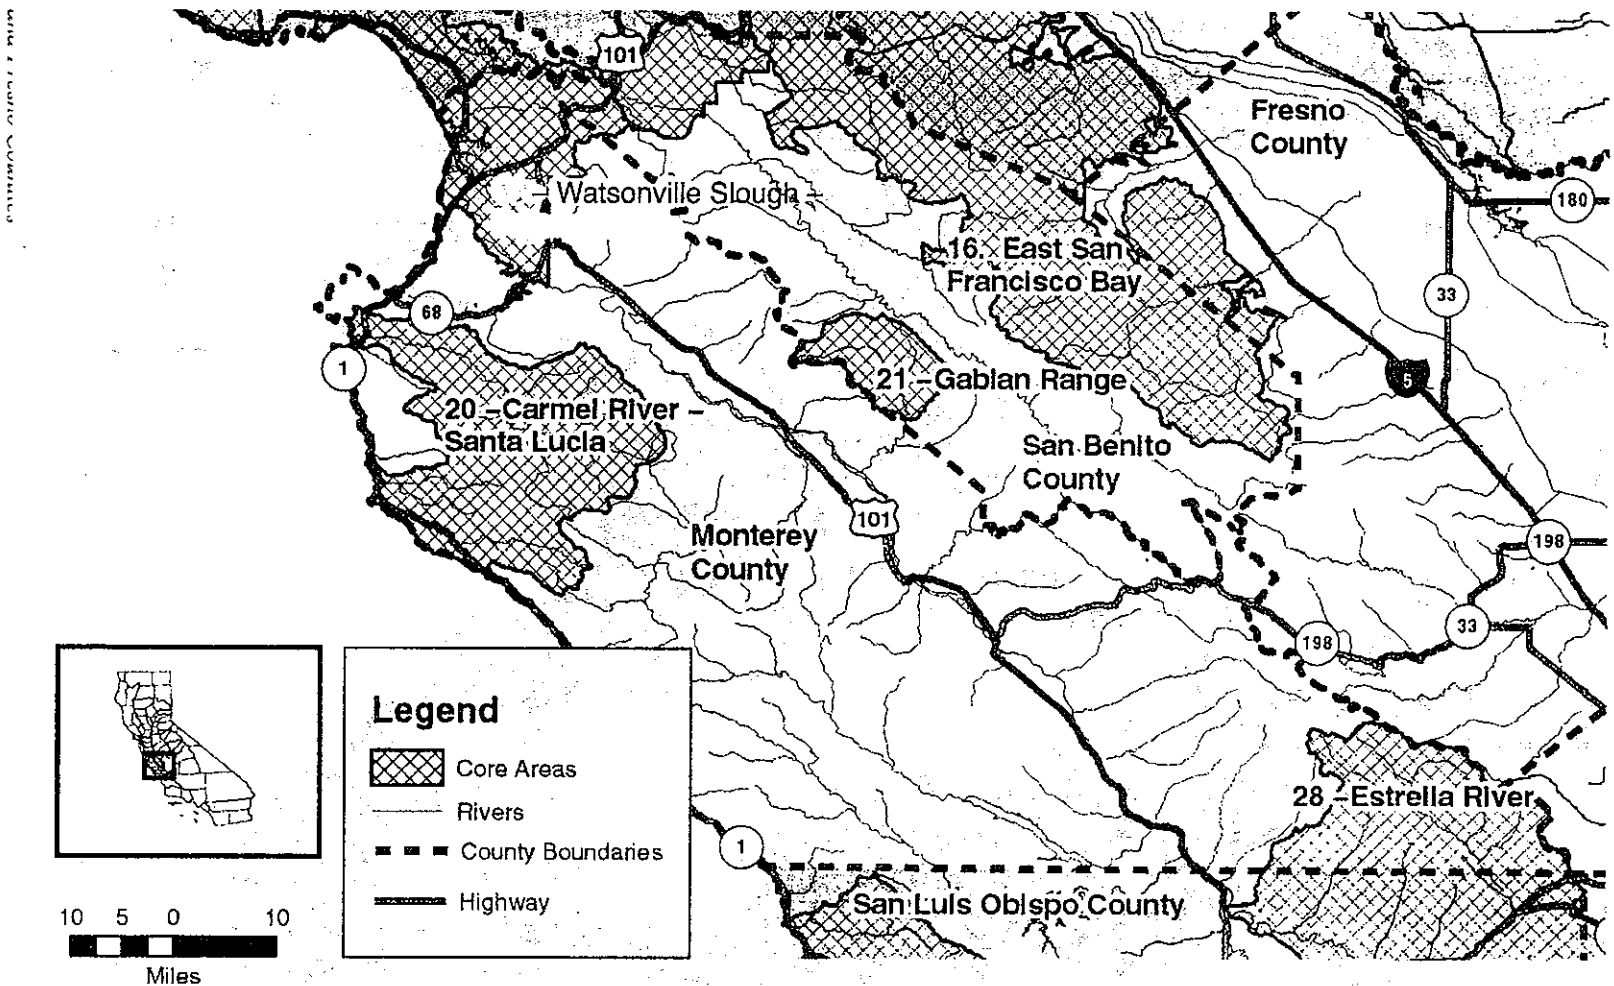 101
Fresno
County
– Watsonville Slough –
180
16. East San
Francisco Bay
33
68
1
5
21 –Gabian Range
20 –Carmel River –
Santa Lucia
San Benito
County
101
Monterey
County
198
33
198
Legend
Core Areas
Rivers
County Boundaries
Highway
28 –Estrella River
1
San Luis Obispo County
10 5 0 10
Miles